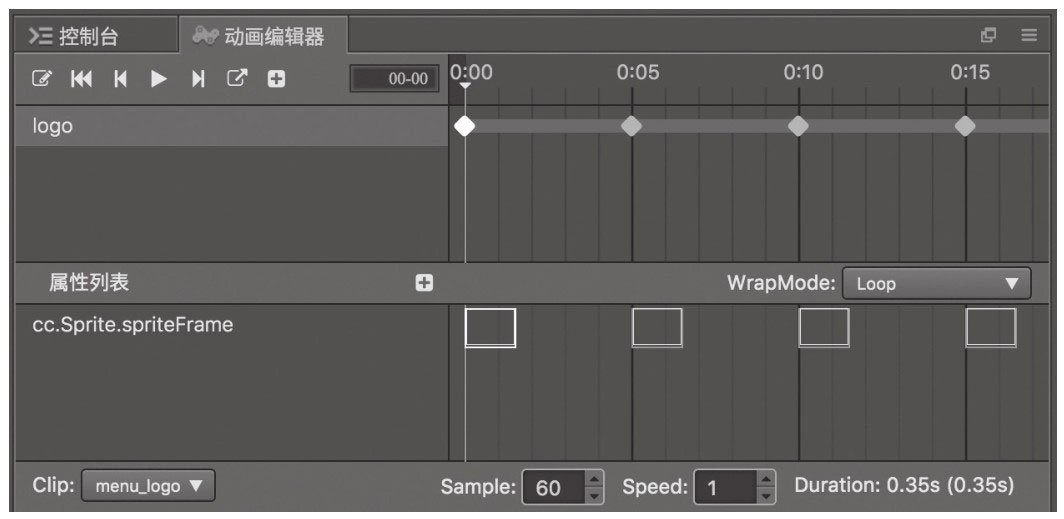 控制台 动画编辑器
00-00 0:00 0:05 0:10 0:15
logo
属性列表 WrapMode: Loop
cc.Sprite.spriteFrame
Clip: menu_logo Sample: 60 Speed: 1 Duration: 0.35s (0.35s)